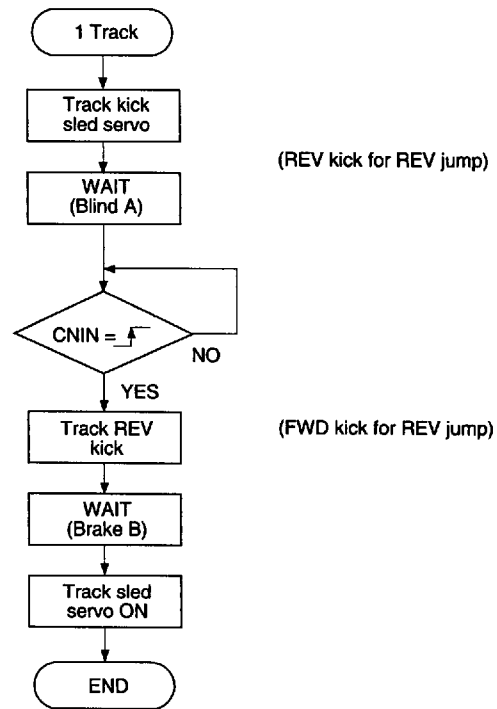 1 Track
Track kick
sled servo
(REV kick for REV jump)
WAIT
(Blind A)
CNIN =
NO
YES
Track REV
kick
(FWD kick for REV jump)
WAIT
(Brake B)
Track sled
servo ON
END